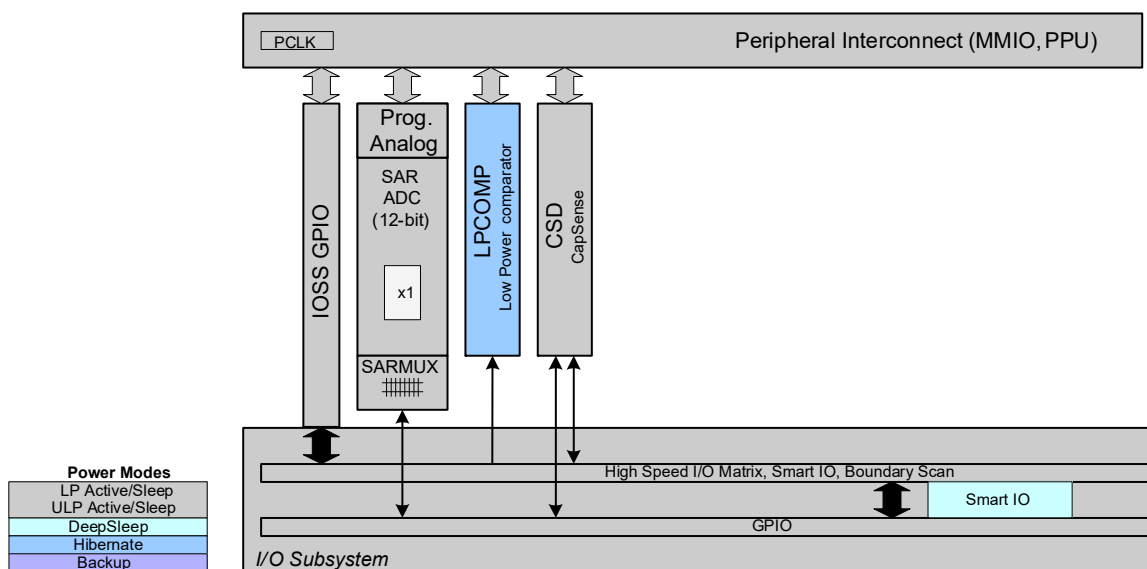 PCLK
Peripheral Interconnect (MMIO, PPU)
IOSS GPIO
Prog.
Analog
SAR
ADC
(12-bit)
x1
SARMUX
LPCOMP
Low Power comparator
CSD
CapSense
High Speed I/O Matrix, Smart IO, Boundary Scan
Smart IO
GPIO
I/O Subsystem
Power Modes
LP Active/Sleep
ULP Active/Sleep
DeepSleep
Hibernate
Backup